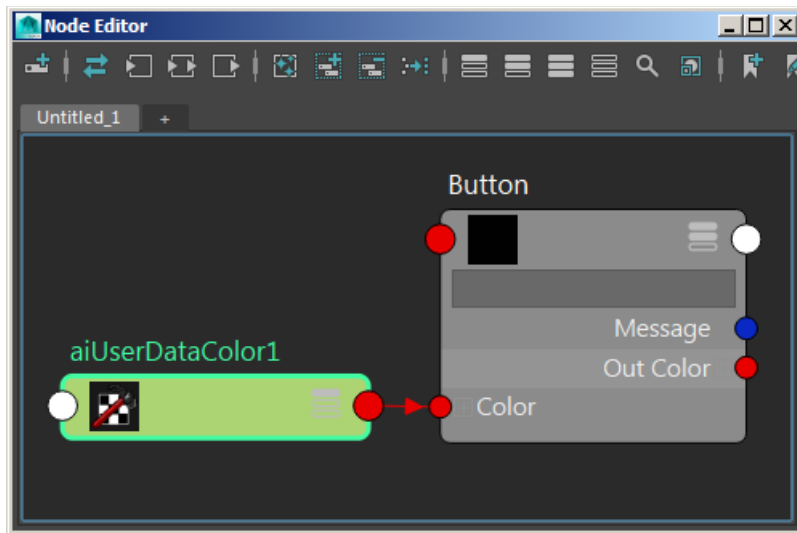 Node Editor
Untitled_1
+
Button
Message
aiUserDataColor1
Out Color
Color